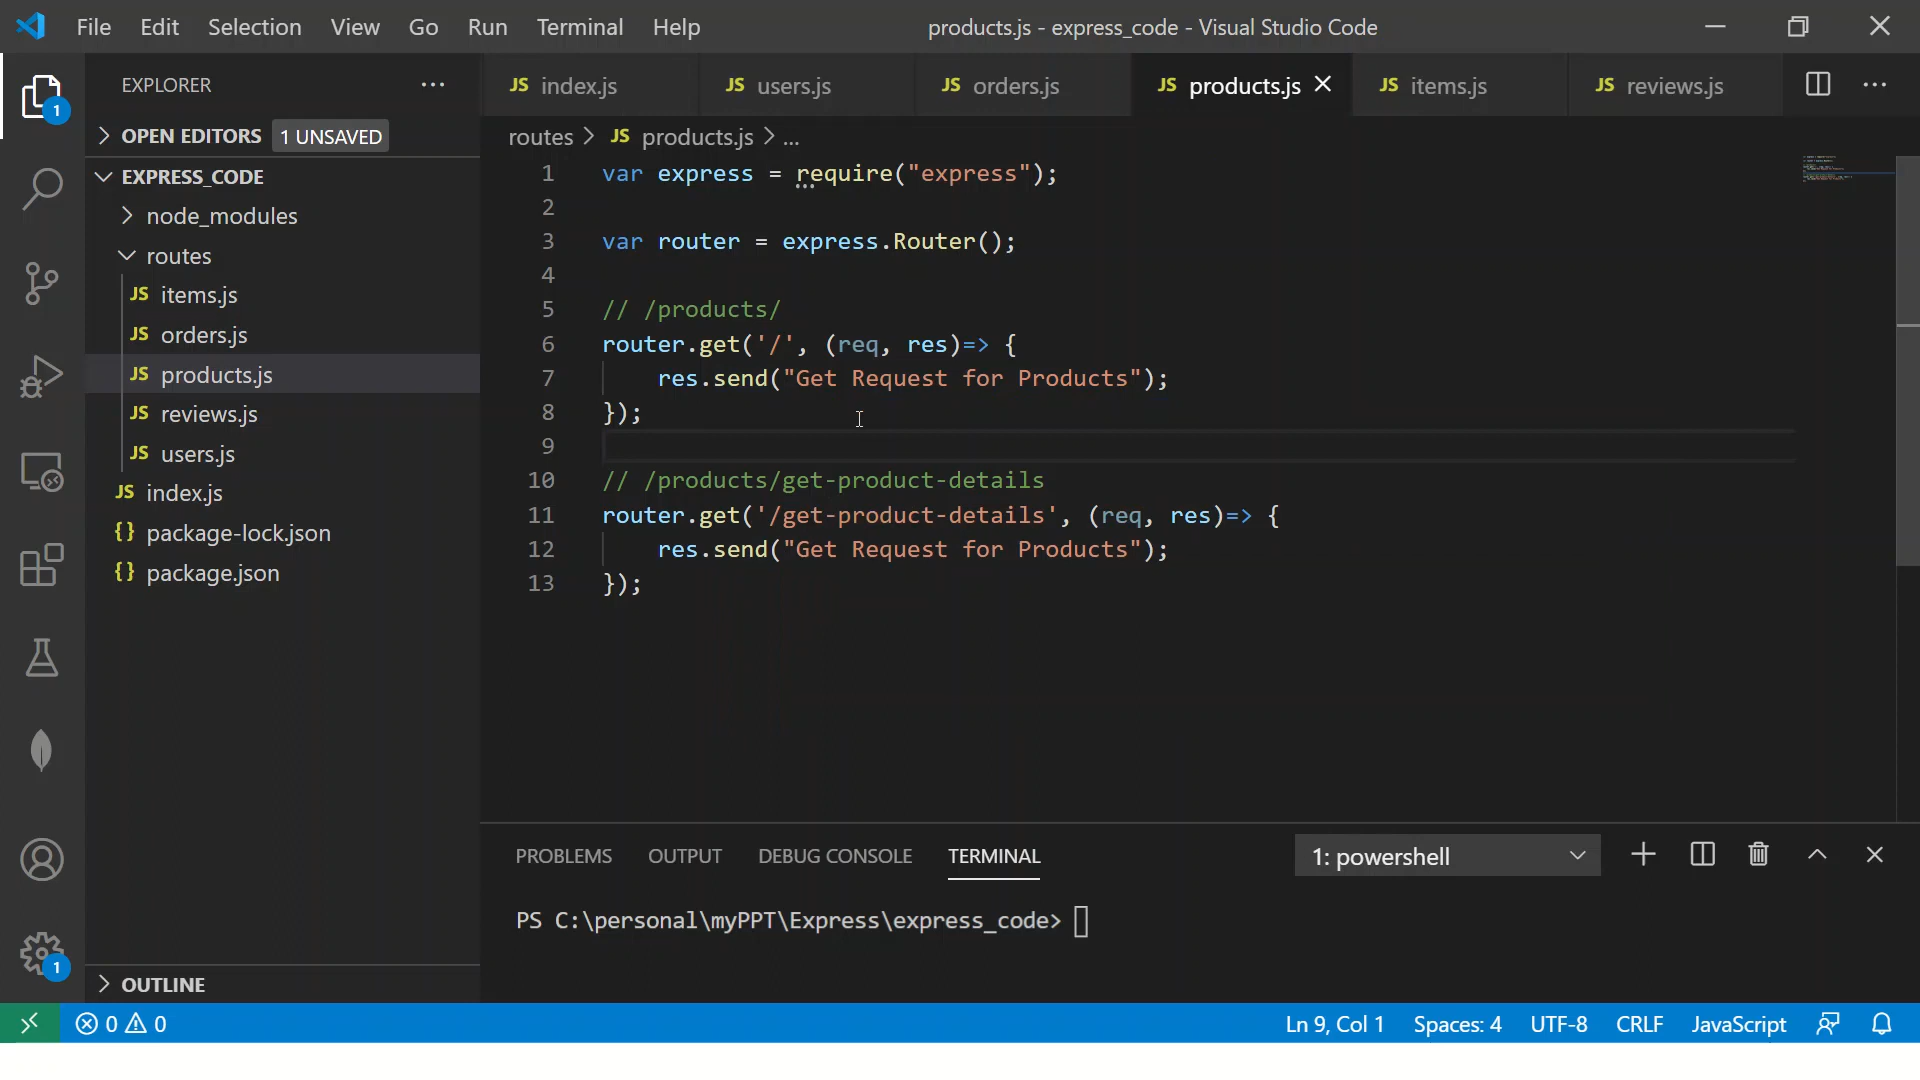 File Edit Selection View Go Run Terminal Help products.js - express_code - Visual Studio Code
1
EXPLORER
OPEN EDITORS 1 UNSAVED
EXPRESS_CODE
node_modules
routes
JS items.js
JS orders.js
JS products.js
JS reviews.js
JS users.js
JS index.js
{} package-lock.json
{} package.json
OUTLINE
1
JS index.js JS users.js JS orders.js JS products.js JS items.js JS reviews.js
routes > JS products.js > ...
1 var express = require("express");
2
3 var router = express.Router();
4
5 // /products/
6 router.get('/', (req, res)=> {
7 res.send("Get Request for Products");
8 });
9
10 // /products/get-product-details
11 router.get('/get-product-details', (req, res)=> {
12 res.send("Get Request for Products");
13 });
PROBLEMS OUTPUT DEBUG CONSOLE TERMINAL 1: powershell
PS C:\personal\myPPT\Express\express_code>
0 0 Ln 9, Col 1 Spaces: 4 UTF-8 CRLF JavaScript